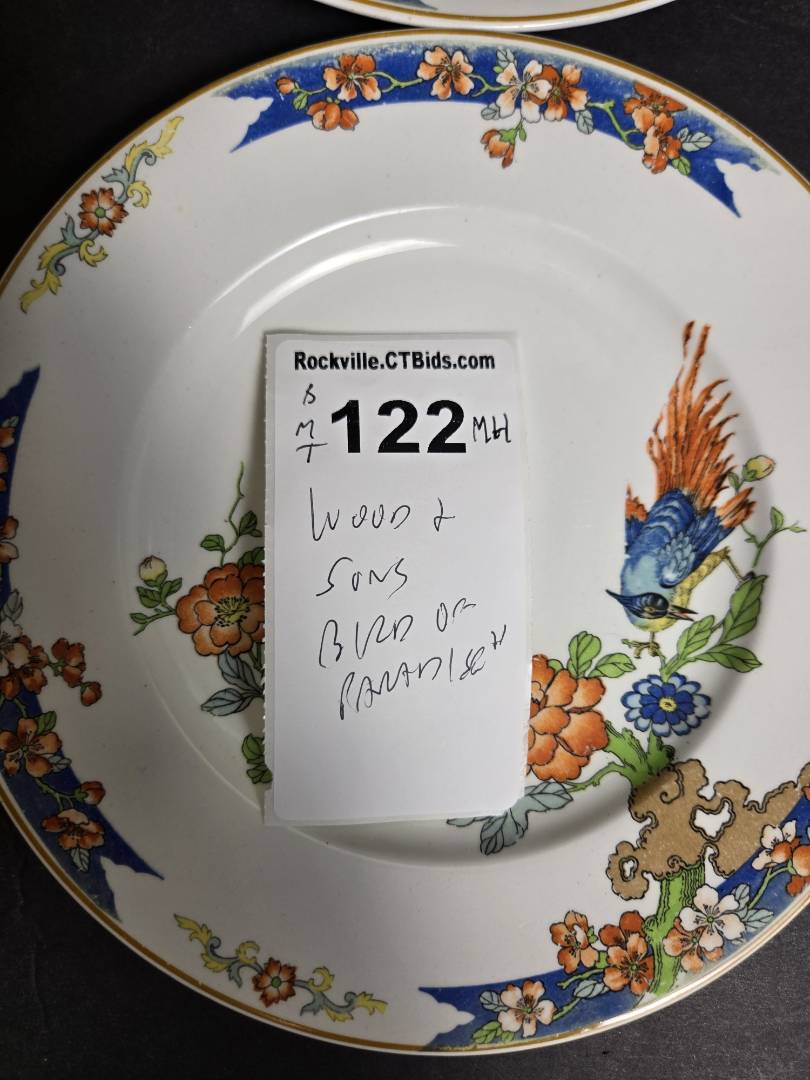 Rockville.CTBids.com
B
M
T 122 MH
WOOD &
SONS
BIRD OF
PARADISE"